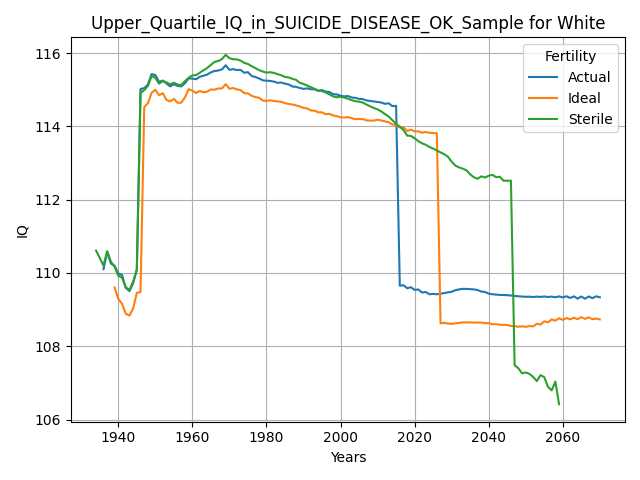 Upper_Quartile_IQ_in_SUICIDE_DISEASE_OK_Sample for White
Fertility
Actual
Ideal
Sterile
IQ
116
114
112
110
108
106
1940 1960 1980 2000 2020 2040 2060
Years